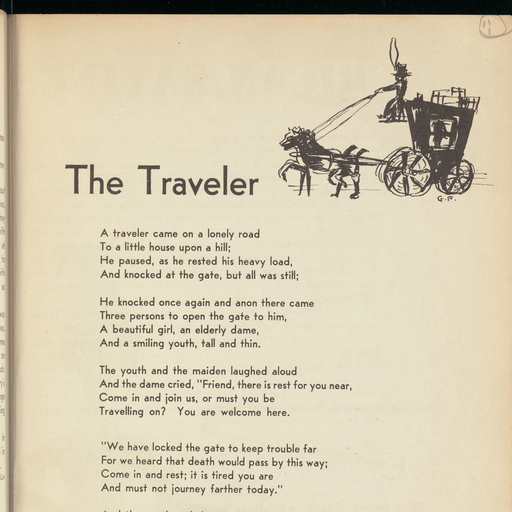 11
The Traveler
G.F.
A traveler came on a lonely road
To a little house upon a hill;
He paused, as he rested his heavy load,
And knocked at the gate, but all was still;
He knocked once again and anon there came
Three persons to open the gate to him,
A beautiful girl, an elderly dame,
And a smiling youth, tall and thin.
The youth and the maiden laughed aloud
And the dame cried, "Friend, there is rest for you near,
Come in and join us, or must you be
Travelling on? You are welcome here.
"We have locked the gate to keep trouble far
For we heard that death would pass by this way;
Come in and rest; it is tired you are
And must not journey farther today."